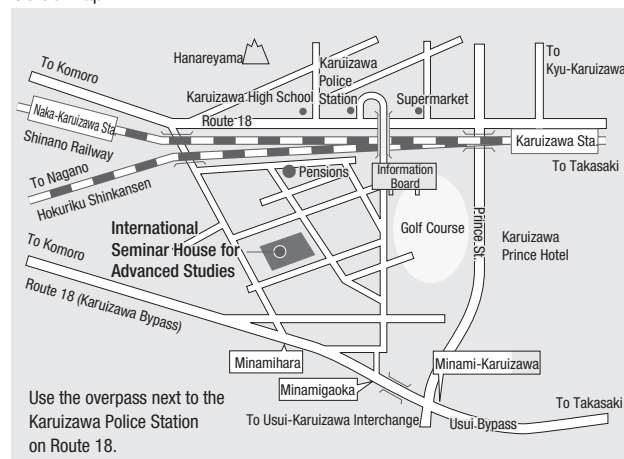 Hanareyama
Karuizawa
Police
Station
To
Kyu-Karuizawa
To Komoro
Karuizawa High School
Supermarket
Naka-Karuizawa Sta.
Route 18
Karuizawa Sta.
Shinano Railway
To Takasaki
To Nagano
Hokuriku Shinkansen
Pensions
Information
Board
International
Seminar House for
Advanced Studies
Golf Course
Prince St.
Karuizawa
Prince Hotel
To Komoro
Route 18 (Karuizawa Bypass)
Minamihara
Minami-Karuizawa
Minamigaoka
Use the overpass next to the
Karuizawa Police Station
on Route 18.
To Usui-Karuizawa Interchange
Usui Bypass
To Takasaki